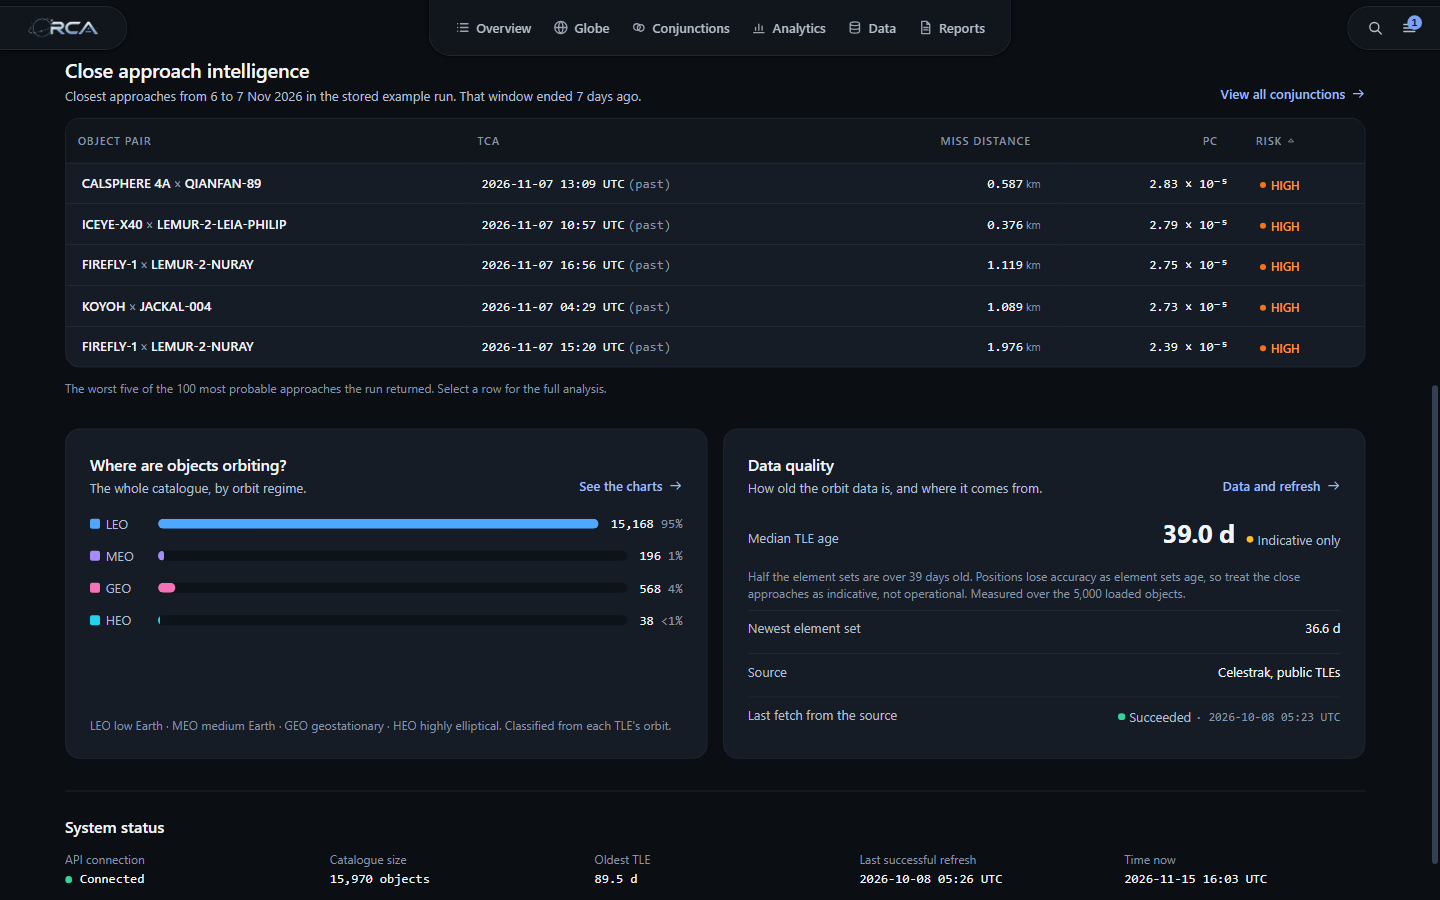 ORCA
Overview Globe Conjunctions Analytics Data Reports
1
Close approach intelligence
Closest approaches from 6 to 7 Nov 2026 in the stored example run. That window ended 7 days ago.
View all conjunctions →
OBJECT PAIR TCA MISS DISTANCE PC RISK
CALSPHERE 4A × QIANFAN-89 2026-11-07 13:09 UTC (past) 0.587 km 2.83 × 10⁻⁵ HIGH
ICEYE-X40 × LEMUR-2-LEIA-PHILIP 2026-11-07 10:57 UTC (past) 0.376 km 2.79 × 10⁻⁵ HIGH
FIREFLY-1 × LEMUR-2-NURAY 2026-11-07 16:56 UTC (past) 1.119 km 2.75 × 10⁻⁵ HIGH
KOYOH × JACKAL-004 2026-11-07 04:29 UTC (past) 1.089 km 2.73 × 10⁻⁵ HIGH
FIREFLY-1 × LEMUR-2-NURAY 2026-11-07 15:20 UTC (past) 1.976 km 2.39 × 10⁻⁵ HIGH
The worst five of the 100 most probable approaches the run returned. Select a row for the full analysis.
Where are objects orbiting?
The whole catalogue, by orbit regime.
See the charts →
LEO 15,168 95%
MEO 196 1%
GEO 568 4%
HEO 38 <1%
LEO low Earth · MEO medium Earth · GEO geostationary · HEO highly elliptical. Classified from each TLE's orbit.
Data quality
How old the orbit data is, and where it comes from.
Data and refresh →
Median TLE age 39.0 d Indicative only
Half the element sets are over 39 days old. Positions lose accuracy as element sets age, so treat the close
approaches as indicative, not operational. Measured over the 5,000 loaded objects.
Newest element set 36.6 d
Source Celestrak, public TLEs
Last fetch from the source Succeeded · 2026-10-08 05:23 UTC
System status
API connection Catalogue size Oldest TLE Last successful refresh Time now
Connected 15,970 objects 89.5 d 2026-10-08 05:26 UTC 2026-11-15 16:03 UTC